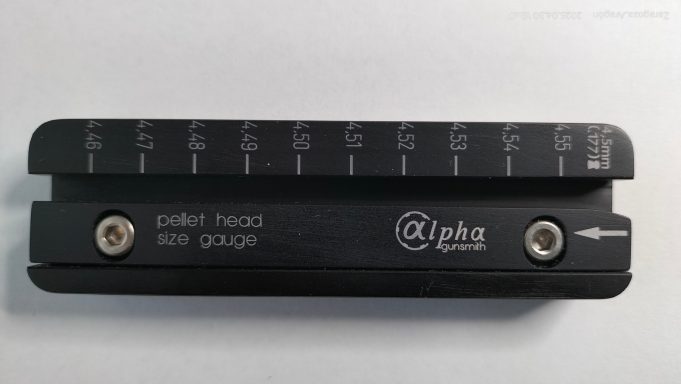 4,46
4,47
4,48
4,49
4,50
4,51
4,52
4,53
4,54
4,55
4,5mm
(.177)
pellet head
size gauge
alpha
gunsmith